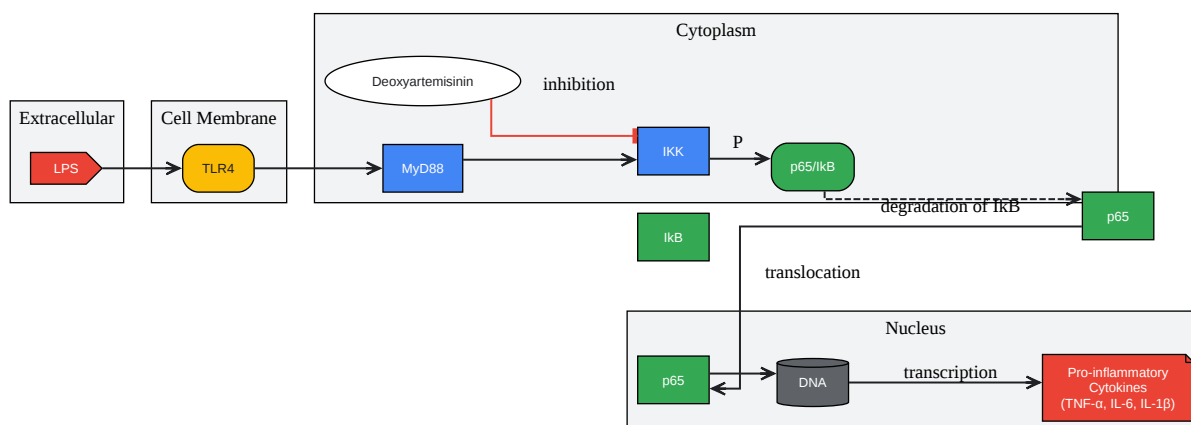 Cytoplasm
Deoxyartemisinin
inhibition
Extracellular
Cell Membrane
LPS
TLR4
MyD88
IKK
P
p65/IkB
degradation of IkB
p65
IkB
translocation
Nucleus
p65
DNA
transcription
Pro-inflammatory
Cytokines
(TNF-α, IL-6, IL-1β)